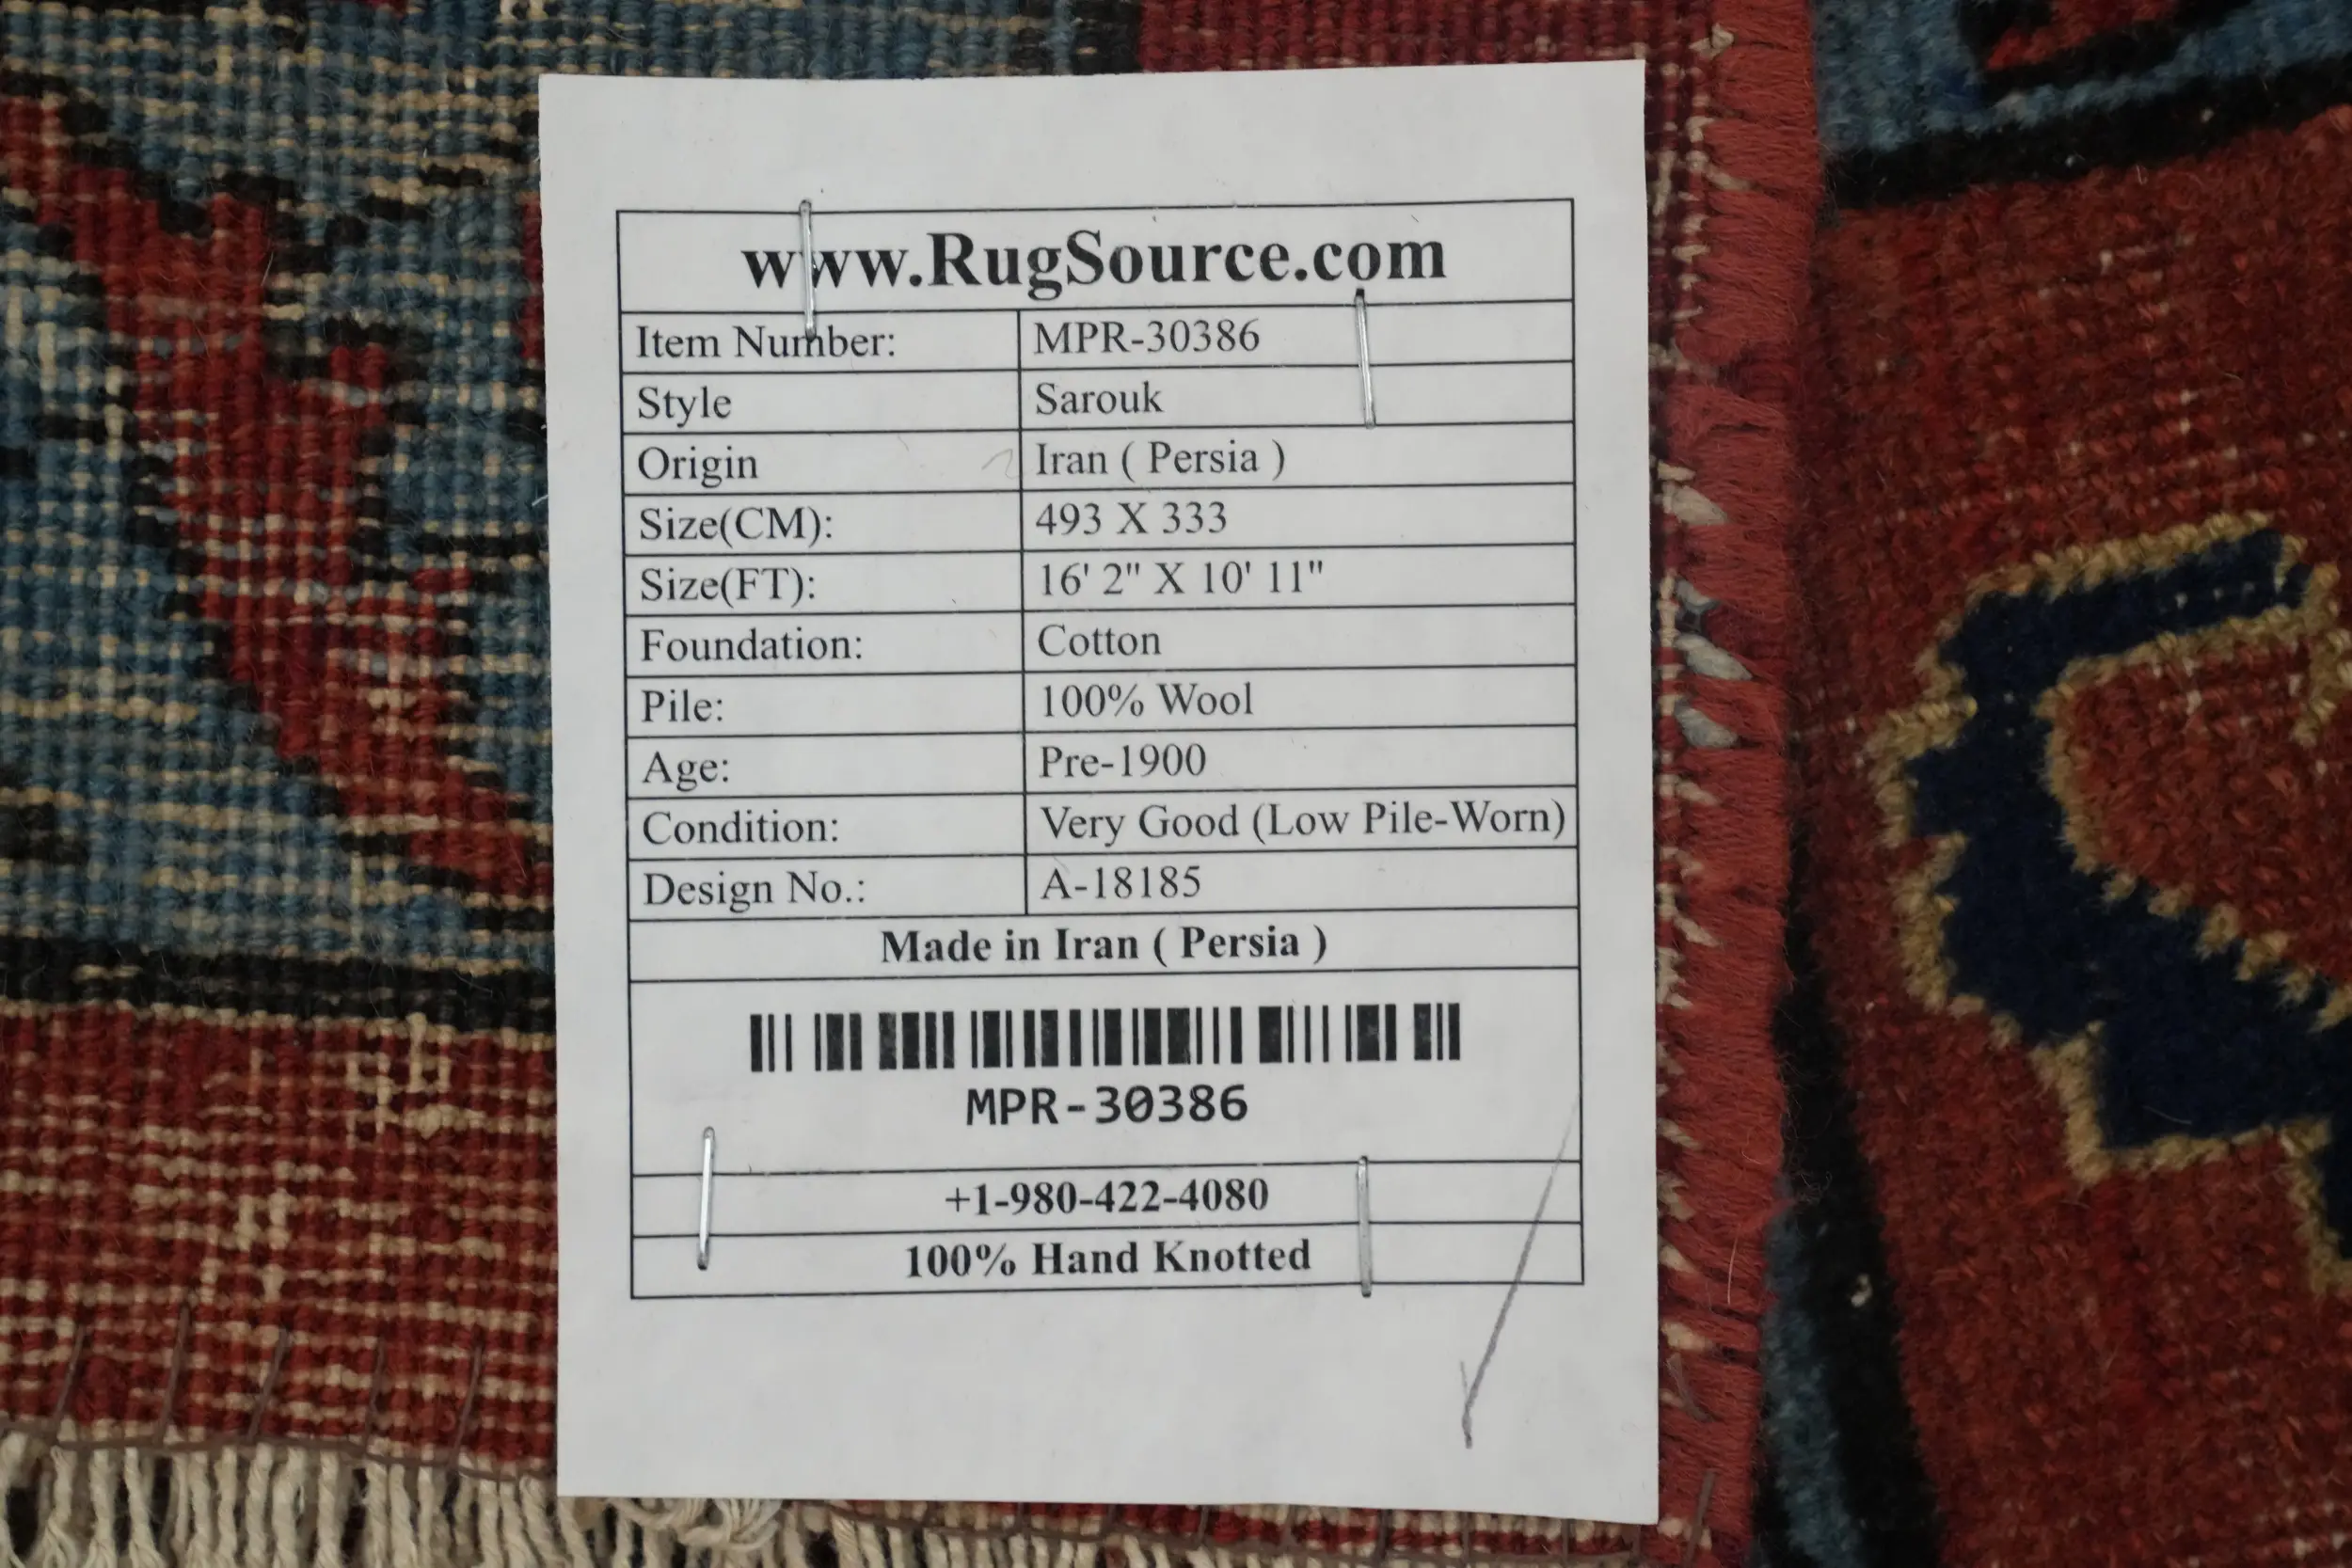 www.RugSource.com
Item Number: MPR-30386
Style Sarouk
Origin Iran ( Persia )
Size(CM): 493 X 333
Size(FT): 16' 2" X 10' 11"
Foundation: Cotton
Pile: 100% Wool
Age: Pre-1900
Condition: Very Good (Low Pile-Worn)
Design No.: A-18185
Made in Iran ( Persia )
MPR-30386
+1-980-422-4080
100% Hand Knotted